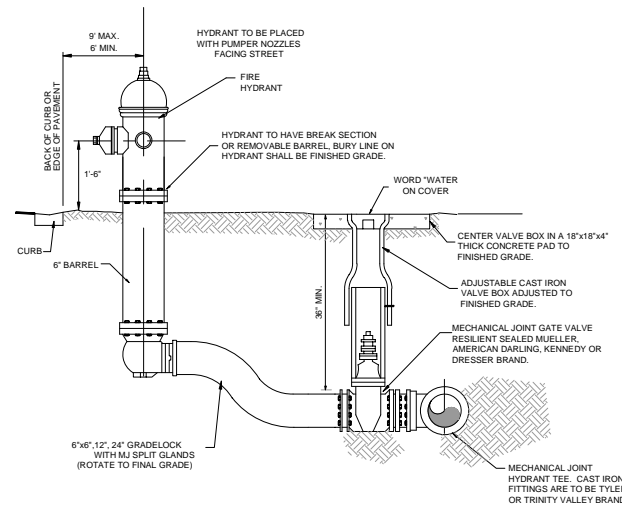 9' MAX.
6' MIN.
HYDRANT TO BE PLACED
WITH PUMPER NOZZLES
FACING STREET
FIRE
HYDRANT
BACK OF CURB OR
EDGE OF PAVEMENT
1'-6"
HYDRANT TO HAVE BREAK SECTION
OR REMOVABLE BARREL, BURY LINE ON
HYDRANT SHALL BE FINISHED GRADE.
WORD "WATER
ON COVER
CURB
6" BARREL
36" MIN.
CENTER VALVE BOX IN A 18"x18"x4"
THICK CONCRETE PAD TO
FINISHED GRADE.
ADJUSTABLE CAST IRON
VALVE BOX ADJUSTED TO
FINISHED GRADE.
MECHANICAL JOINT GATE VALVE
RESILIENT SEALED MUELLER,
AMERICAN DARLING, KENNEDY OR
DRESSER BRAND.
6"x6",12", 24" GRADELOCK
WITH MJ SPLIT GLANDS
(ROTATE TO FINAL GRADE)
MECHANICAL JOINT
HYDRANT TEE. CAST IRON
FITTINGS ARE TO BE TYLE
OR TRINITY VALLEY BRAND